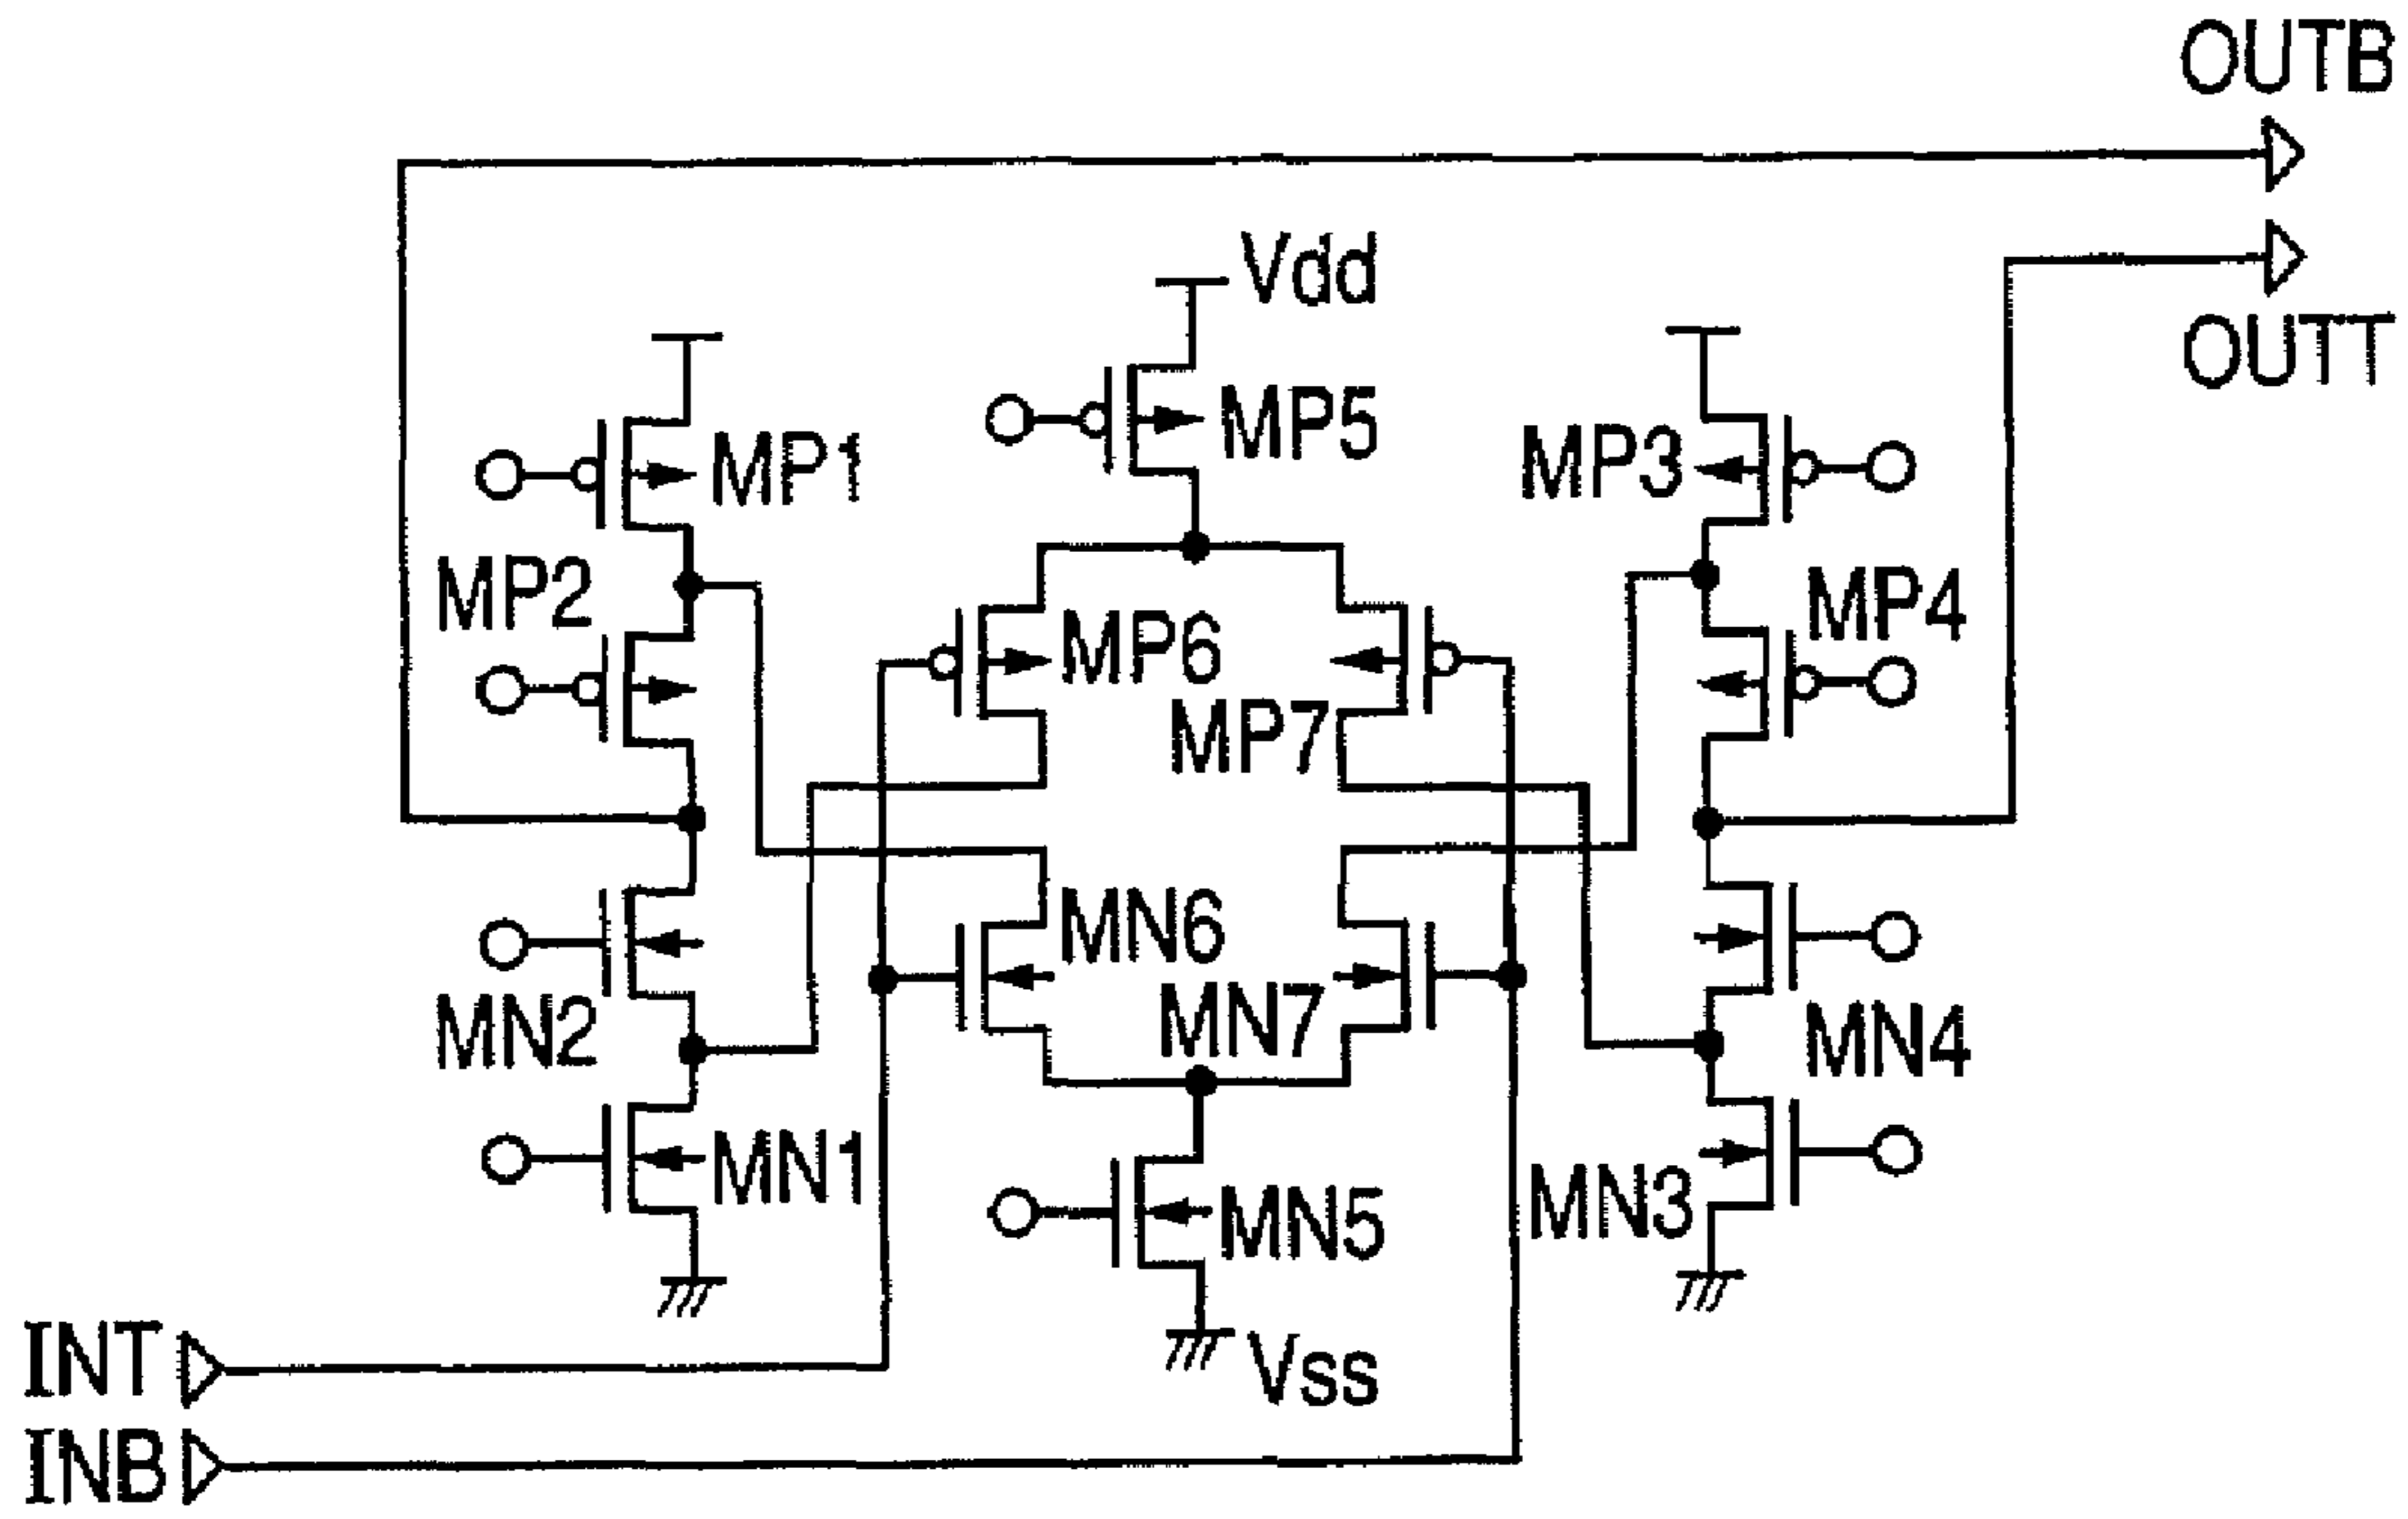 OUTB
Vdd
OUTT
MP5
MP3
MP1
MP2
MP4
MP6
MP7
MN6
MN7
MN2
MN4
MN1
MN3
MN5
INT
Vss
INB